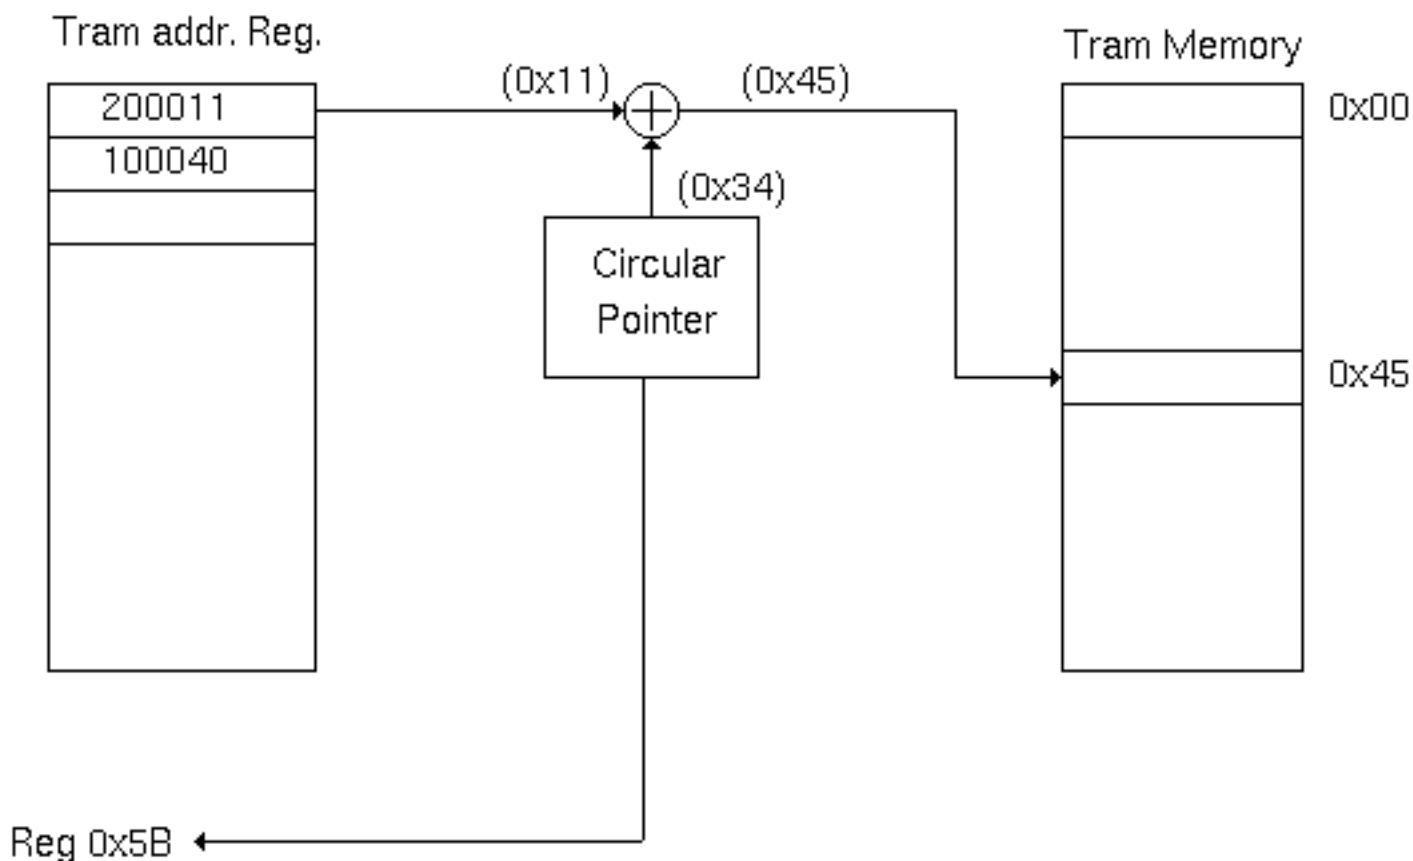 Tram addr. Reg.
Tram Memory
200011
(0x11)
(0x45)
0x00
100040
(0x34)
Circular
Pointer
0x45
Reg 0x5B